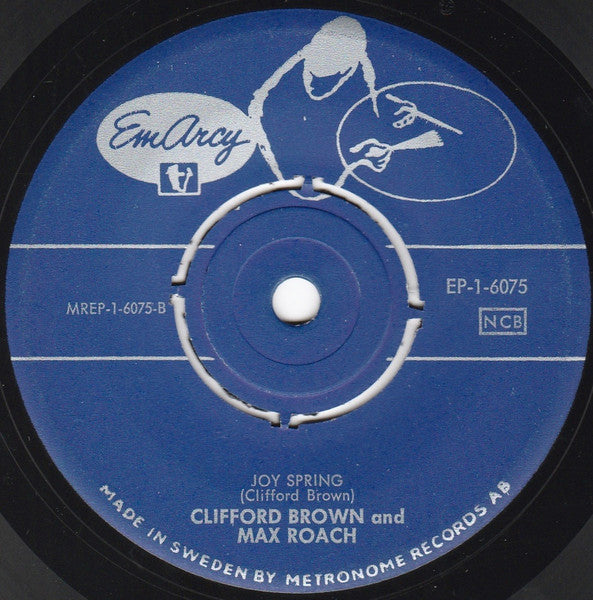 EmArcy
EP-1-6075
MREP-1-6075-B
NCB
JOY SPRING
(Clifford Brown)
CLIFFORD BROWN and
MAX ROACH
MADE IN SWEDEN BY METRONOME RECORDS AB